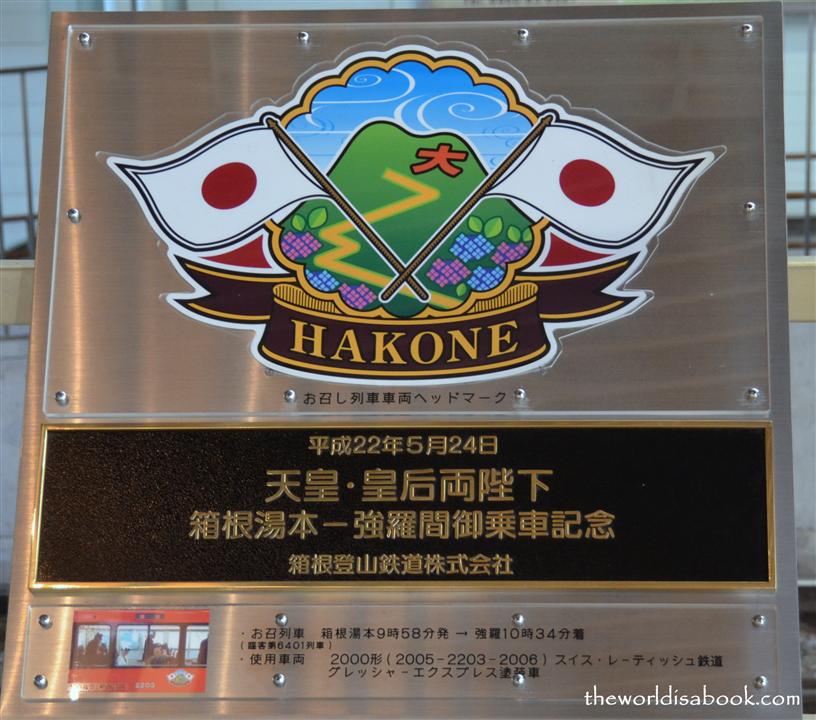 大
HAKONE
お召し列車車両ヘッドマーク
平成22年5月24日
天皇・皇后両陛下
箱根湯本ー強羅間御乗車記念
箱根登山鉄道株式会社
・お召列車 箱根湯本9時58分発 → 強羅10時34分着
(臨客第6401列車)
・使用車両 2000形(2005-2203-2006)スイス・レーティッシュ鉄道
グレッシャーエクスプレス塗装車
2203
theworldisabook.com